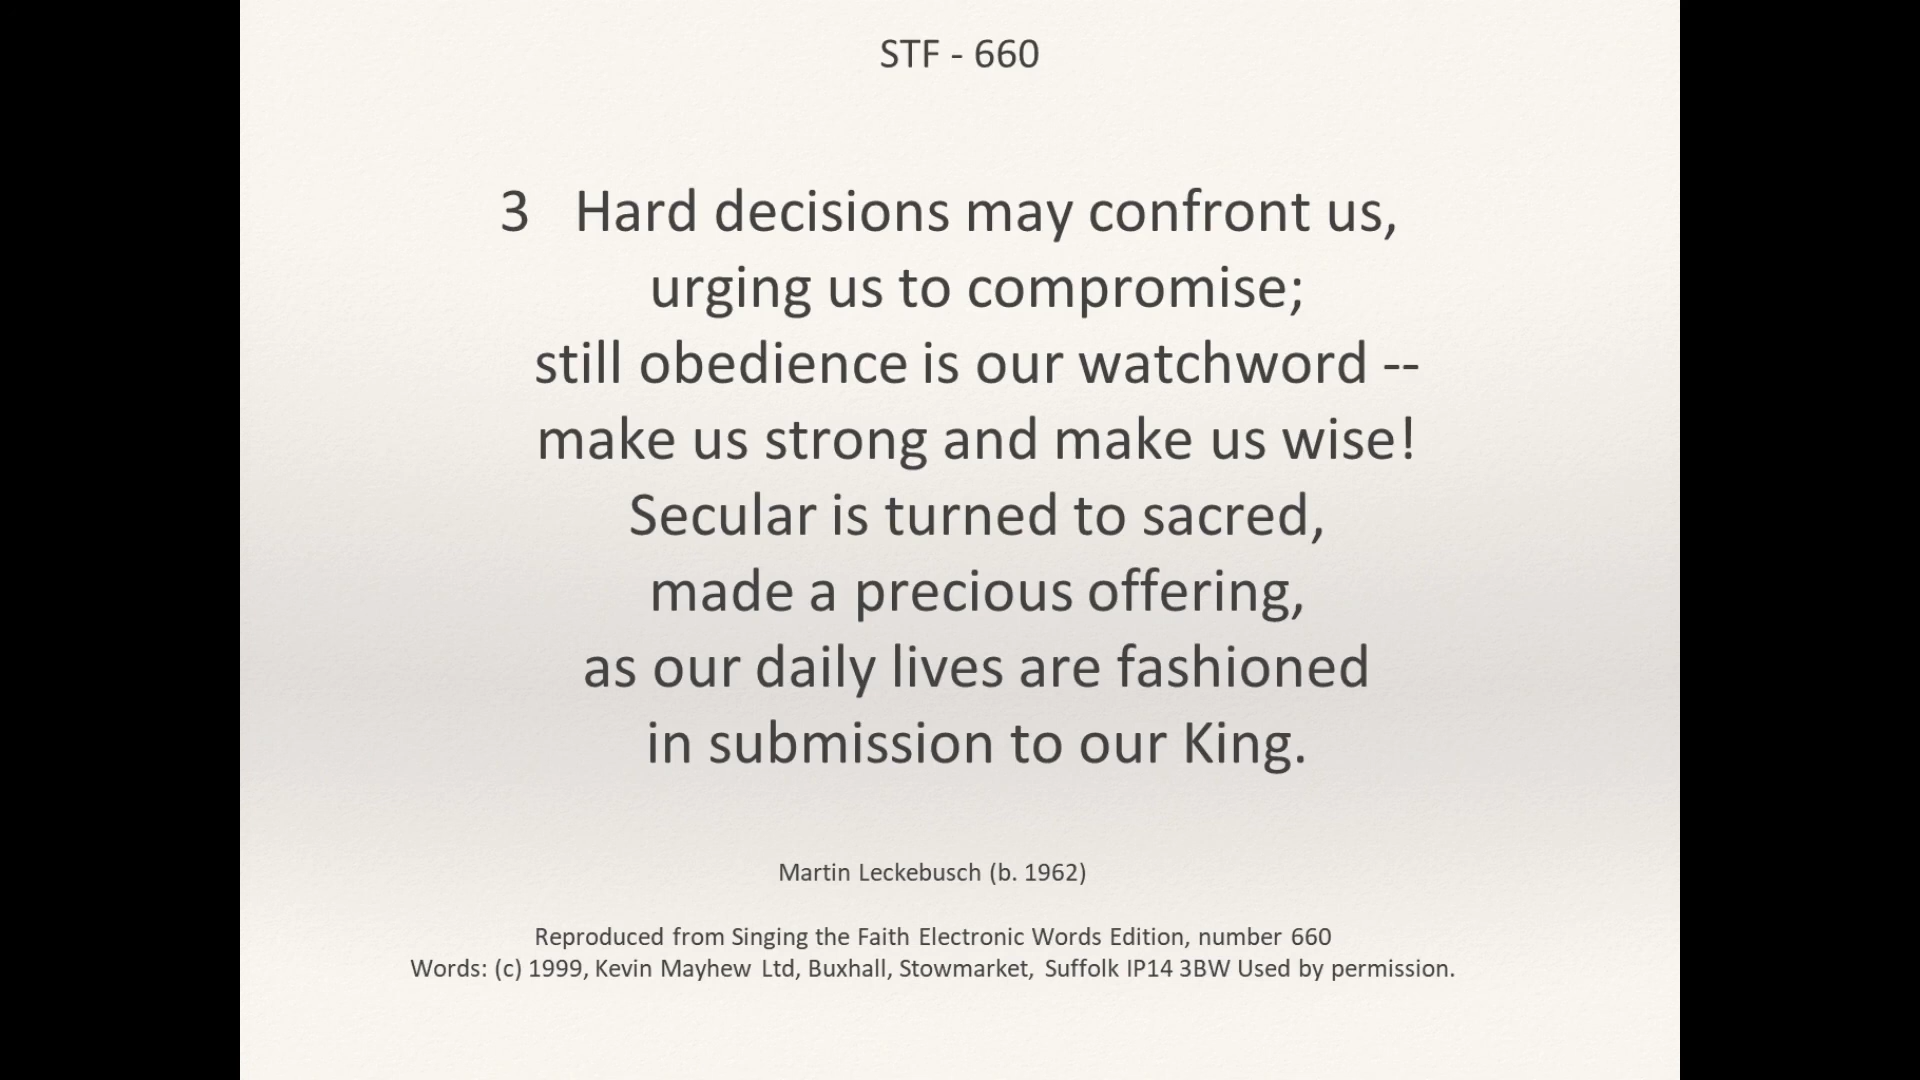 STF - 660
3 Hard decisions may confront us,
urging us to compromise;
still obedience is our watchword --
make us strong and make us wise!
Secular is turned to sacred,
made a precious offering,
as our daily lives are fashioned
in submission to our King.
Martin Leckebusch (b. 1962)
Reproduced from Singing the Faith Electronic Words Edition, number 660
Words: (c) 1999, Kevin Mayhew Ltd, Buxhall, Stowmarket, Suffolk IP14 3BW Used by permission.